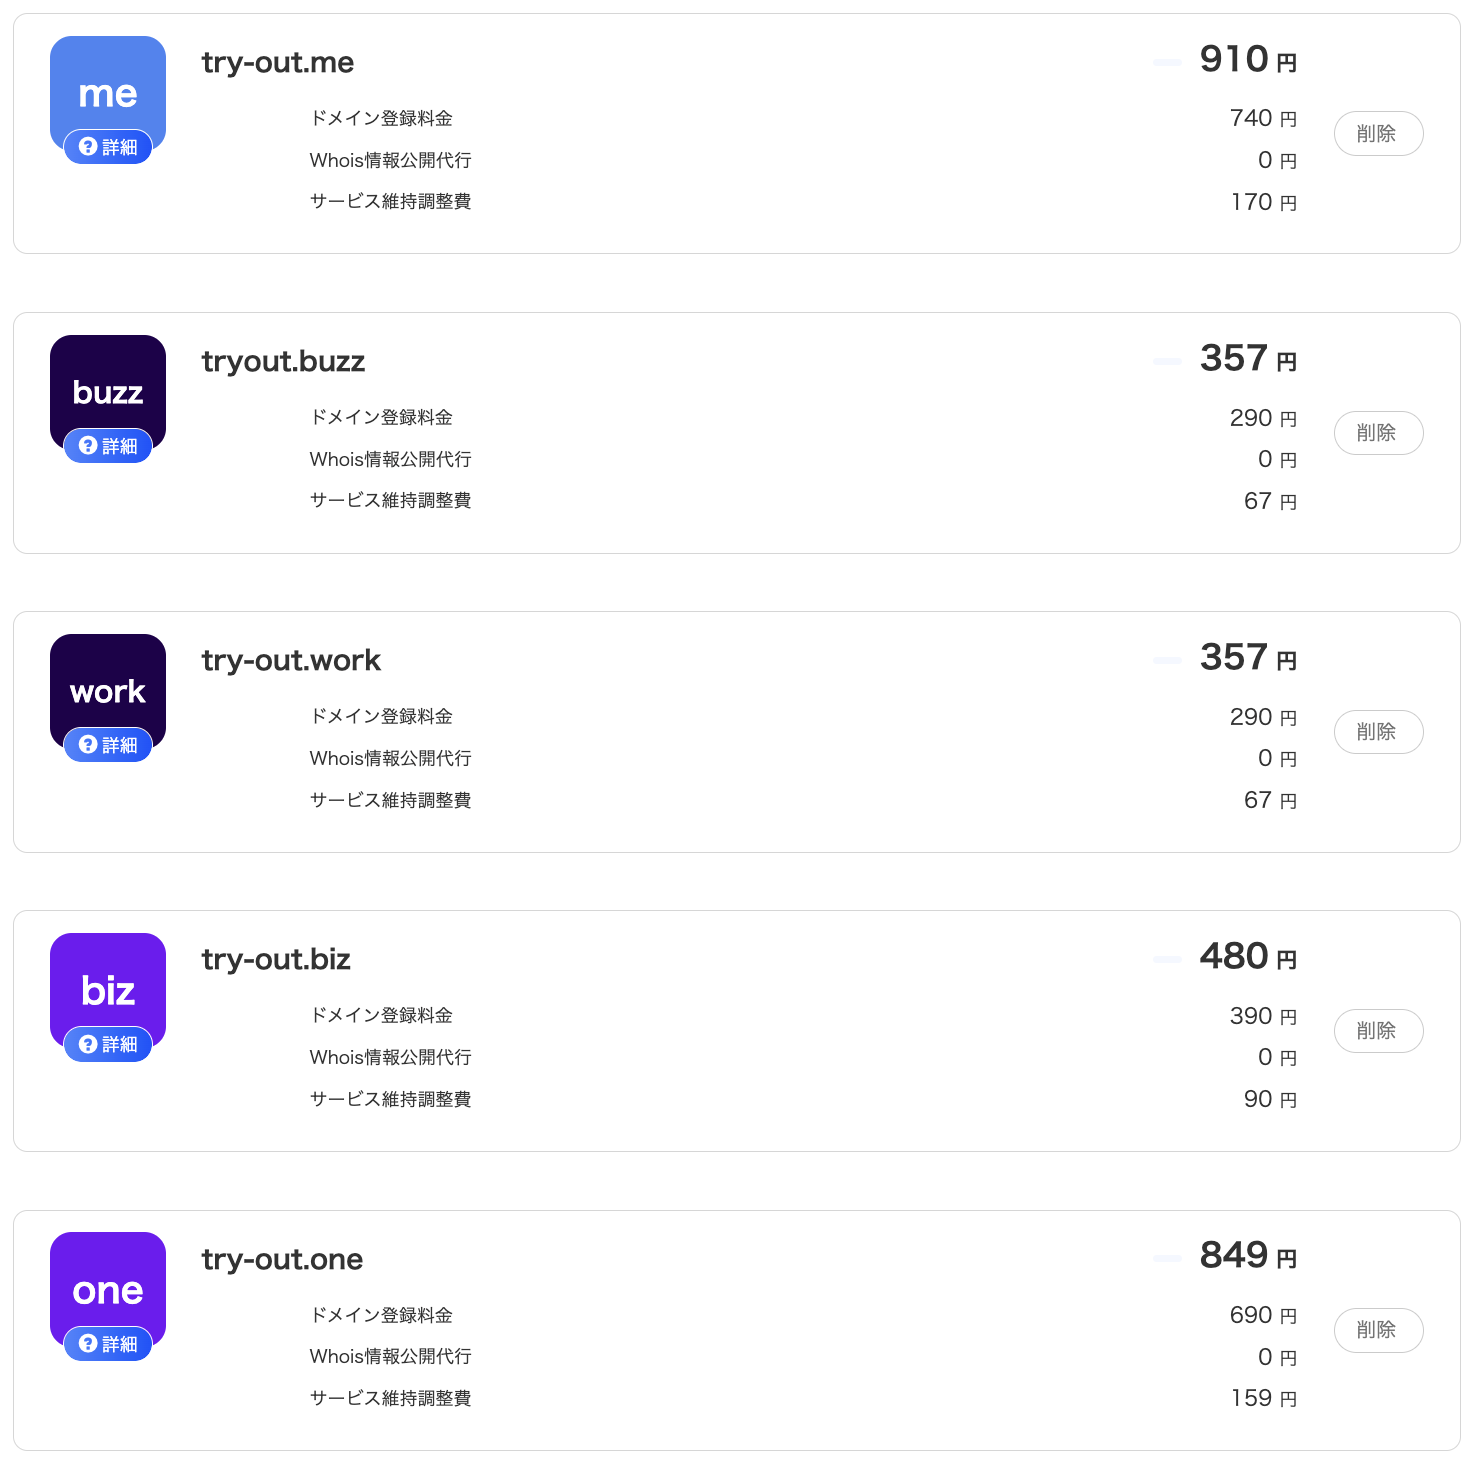 me
詳細
try-out.me
910 円
ドメイン登録料金
740 円
Whois情報公開代行
0 円
サービス維持調整費
170 円
削除
buzz
詳細
tryout.buzz
357 円
ドメイン登録料金
290 円
Whois情報公開代行
0 円
サービス維持調整費
67 円
削除
work
詳細
try-out.work
357 円
ドメイン登録料金
290 円
Whois情報公開代行
0 円
サービス維持調整費
67 円
削除
biz
詳細
try-out.biz
480 円
ドメイン登録料金
390 円
Whois情報公開代行
0 円
サービス維持調整費
90 円
削除
one
詳細
try-out.one
849 円
ドメイン登録料金
690 円
Whois情報公開代行
0 円
サービス維持調整費
159 円
削除